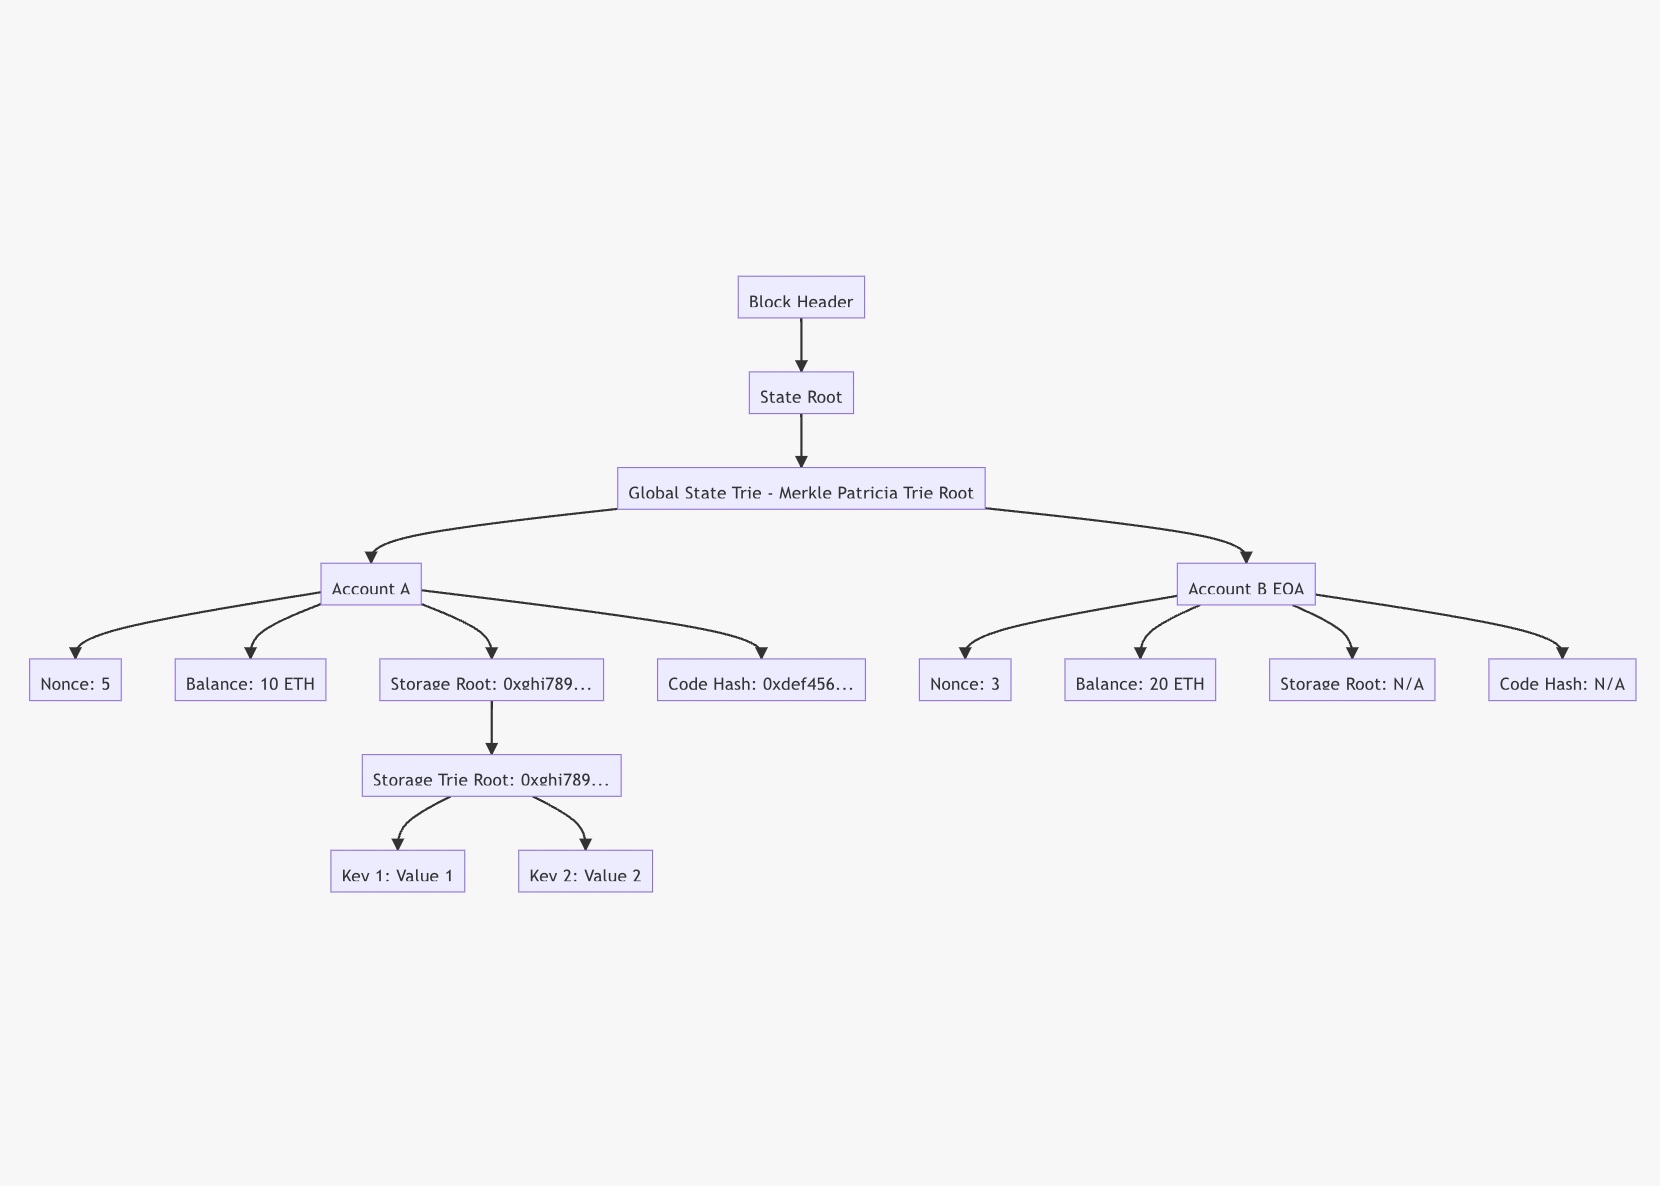 Block Header
State Root
Global State Trie - Merkle Patricia Trie Root
Account A
Account B EOA
Nonce: 5
Balance: 10 ETH
Storage Root: 0xghi789...
Code Hash: 0xdef456...
Nonce: 3
Balance: 20 ETH
Storage Root: N/A
Code Hash: N/A
Storage Trie Root: 0xghi789...
Key 1: Value 1
Key 2: Value 2